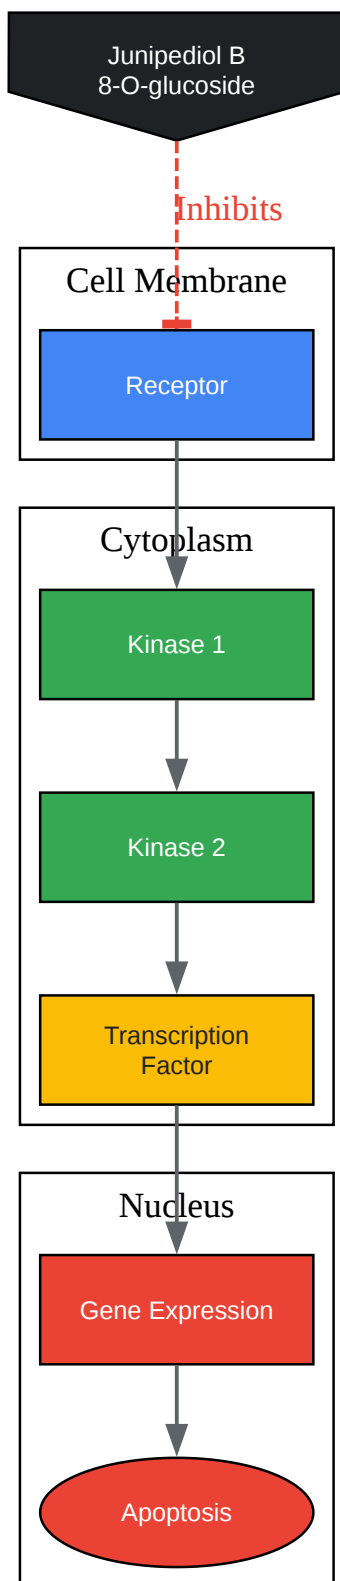 Junipediol B
8-O-glucoside
Inhibits
Cell Membrane
Receptor
Cytoplasm
Kinase 1
Kinase 2
Transcription
Factor
Nucleus
Gene Expression
Apoptosis